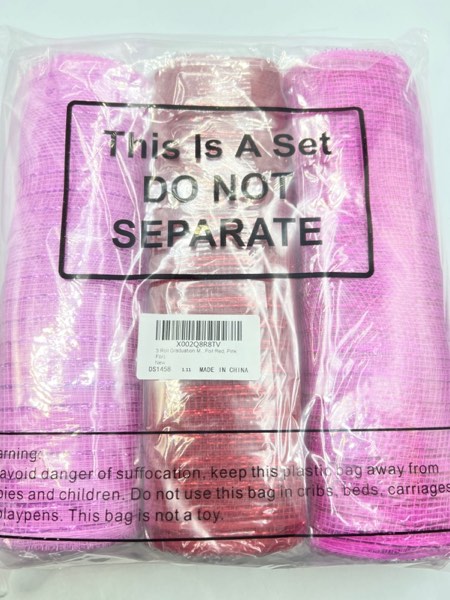 This Is A Set
DO NOT
SEPARATE
X002Q8R8TV
New
DS1458 131 MADE IN CHINA
arning:
avoid danger of suffocation, keep this plastic bag away from
bies and children. Do not use this bag in cribs, beds, carriages
playpens. This bag is not a toy.